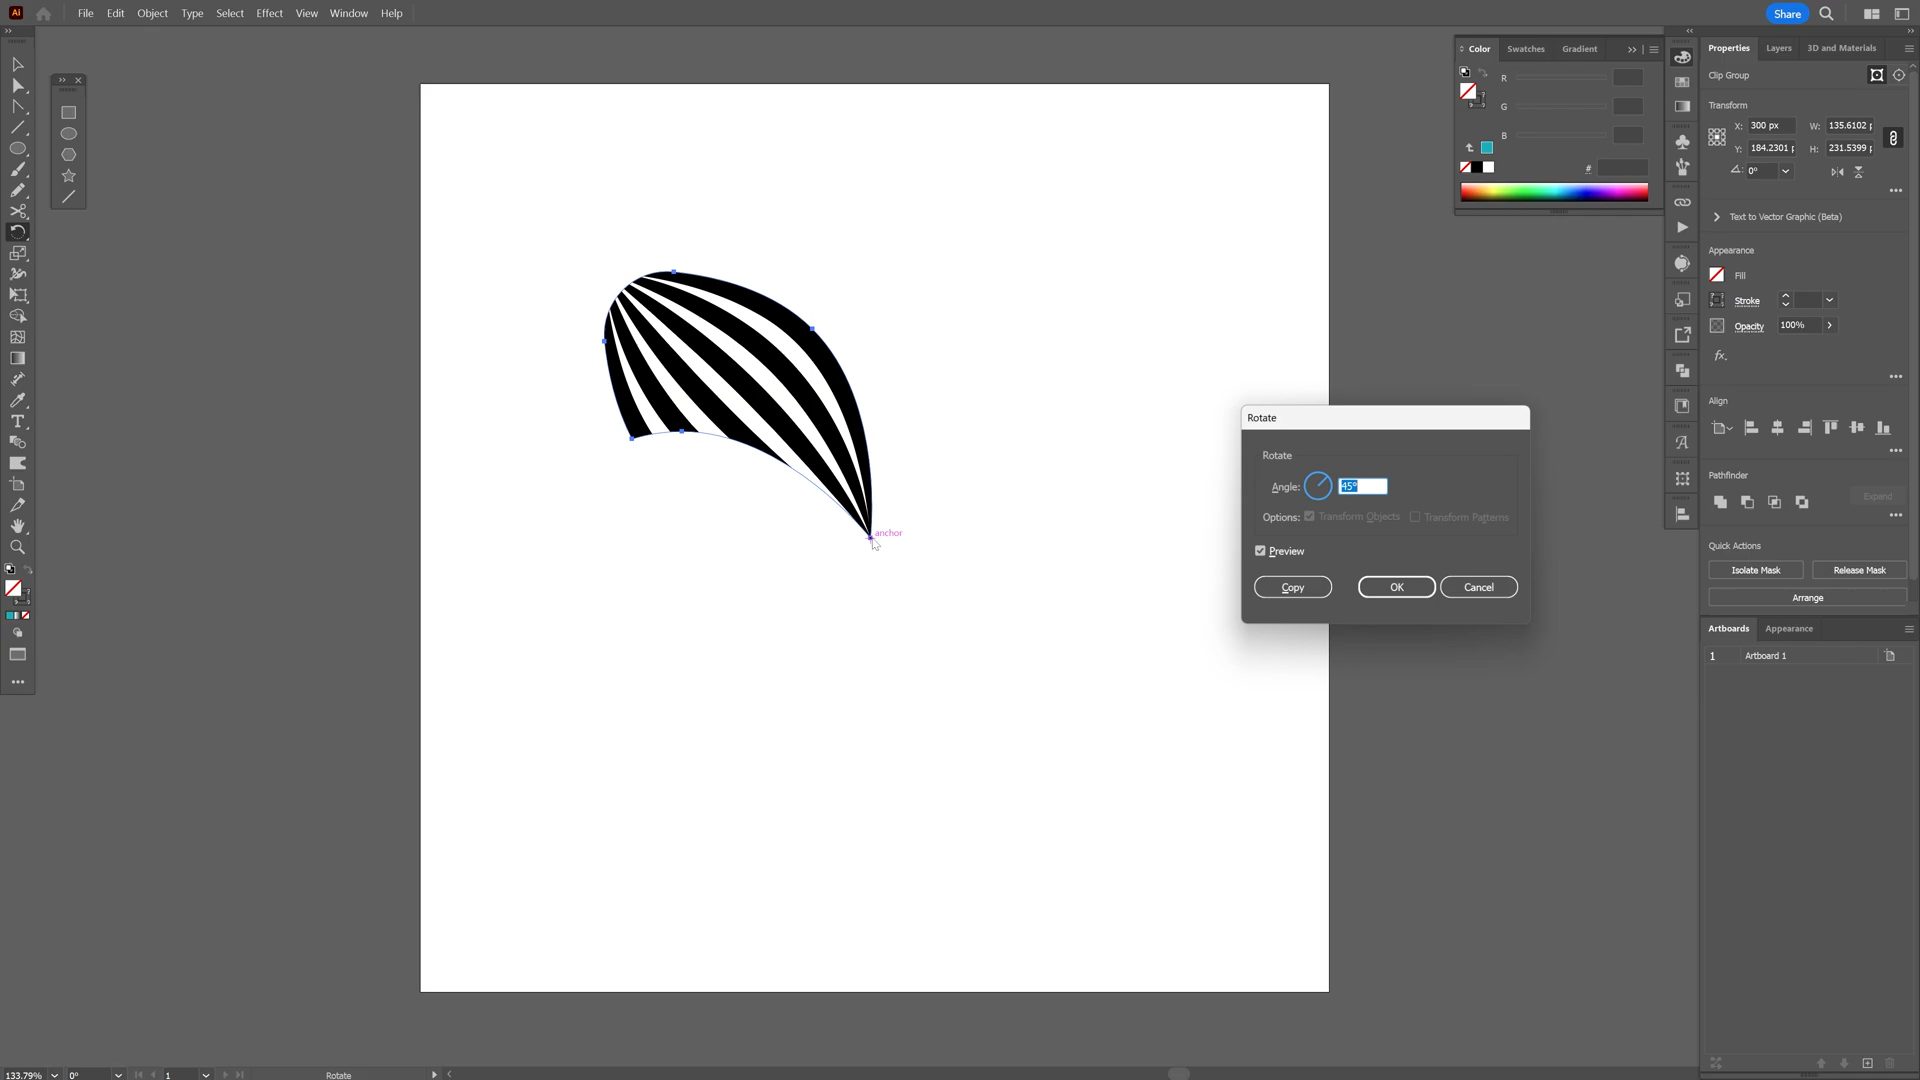 Ai File Edit Object Type Select Effect View Window Help Share
Color Swatches Gradient
R
G
B
#
Properties Layers 3D and Materials
Clip Group
Transform
X: 300 px W: 135.6102 p
Y: 184.2301 p H: 231.5399 p
0°
Text to Vector Graphic (Beta)
Appearance
Fill
Stroke
Opacity 100%
fx.
Align
Pathfinder
Expand
Quick Actions
Isolate Mask Release Mask
Arrange
Artboards Appearance
1 Artboard 1
anchor
Rotate
Rotate
Angle: 45°
Options: Transform Objects Transform Patterns
Preview
Copy OK Cancel
133.79% 0° 1 Rotate